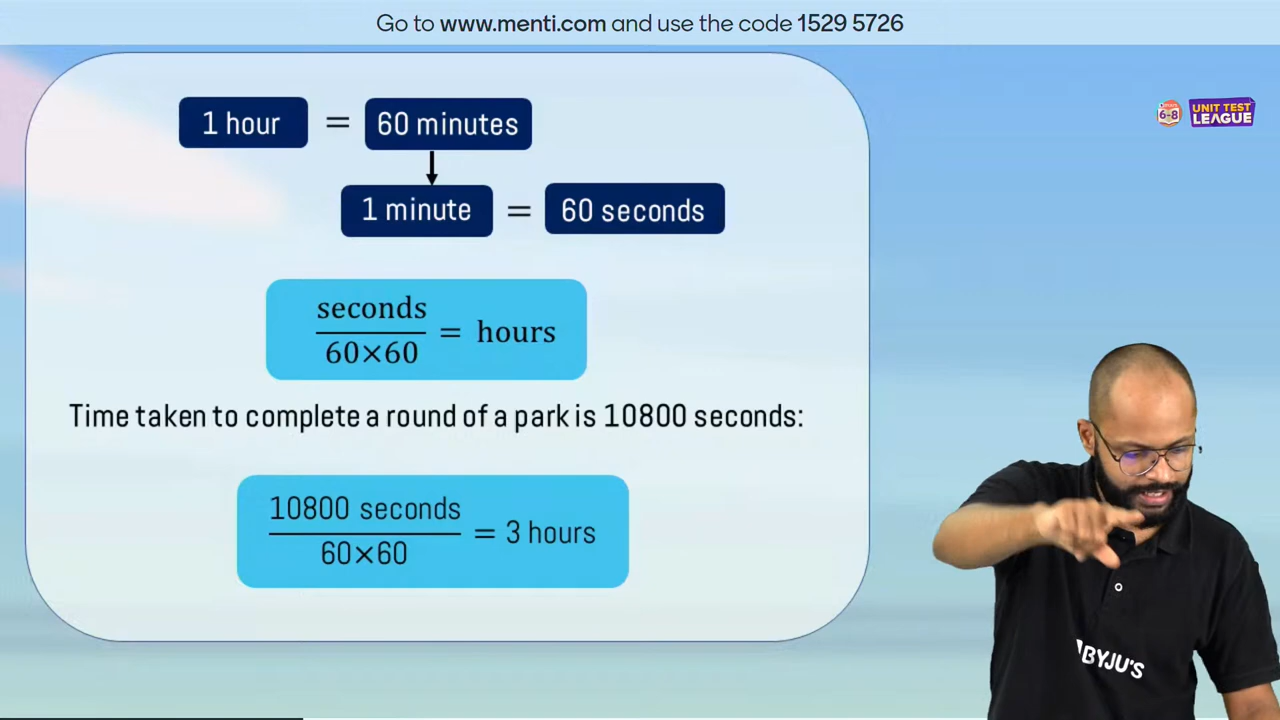 Go to www.menti.com and use the code 1529 5726
1 hour = 60 minutes
1 minute = 60 seconds
seconds
60×60
= hours
Time taken to complete a round of a park is 10800 seconds:
10800 seconds
60×60
= 3 hours
6-8
UNIT TEST
LEAGUE
BYJU'S